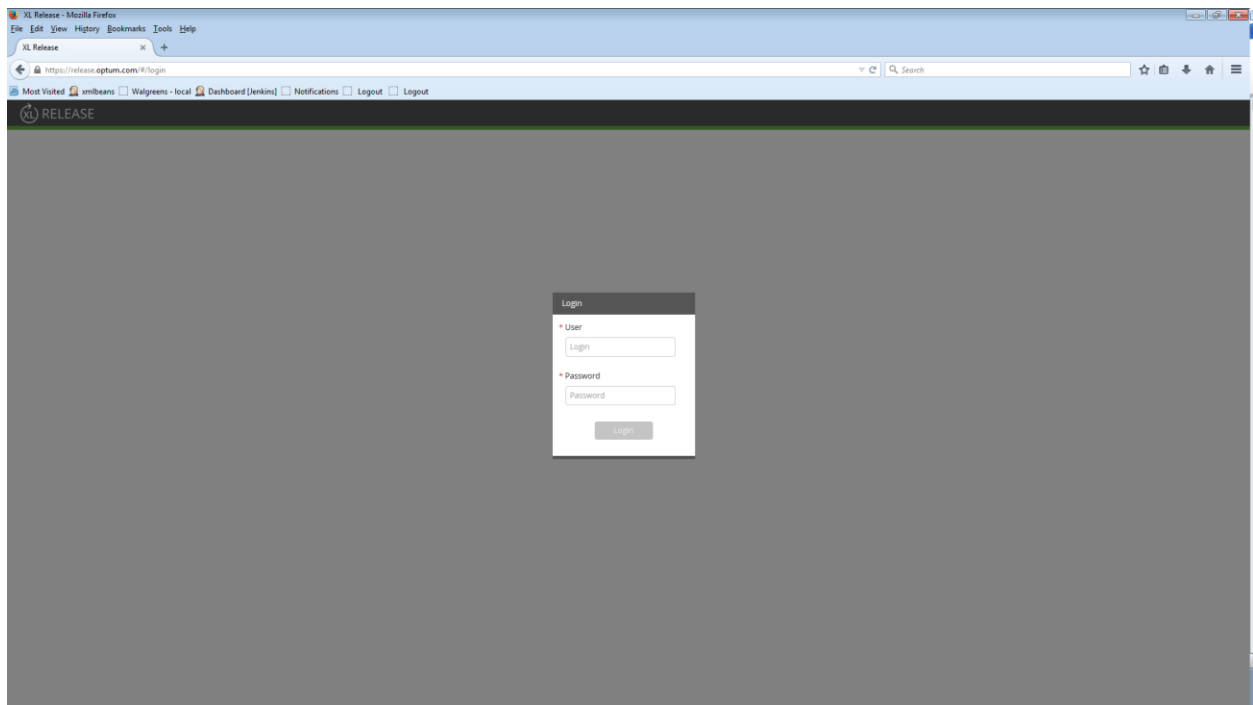 XL Release - Mozilla Firefox
File Edit View History Bookmarks Tools Help
XL Release × +
https://release.optum.com/#/login Search
Most Visited xmlbeans Walgreens - local Dashboard [Jenkins] Notifications Logout Logout
XL RELEASE
Login
* User
Login
* Password
Password
Login